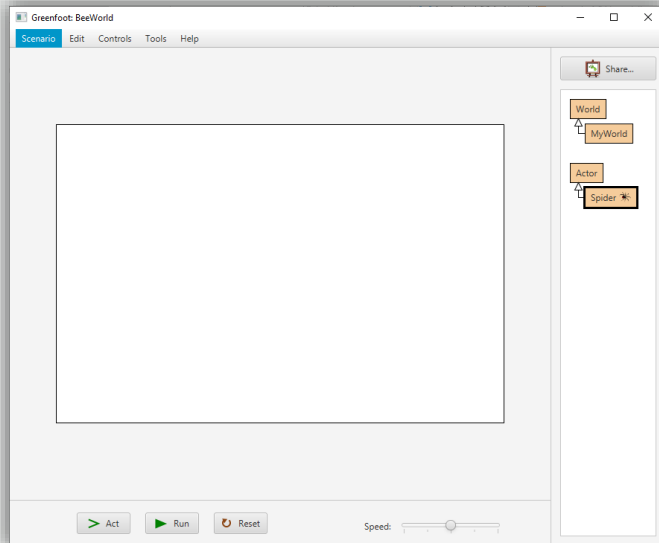 Greenfoot: BeeWorld
Scenario Edit Controls Tools Help
Share...
World
MyWorld
Actor
Spider
Act Run Reset Speed: